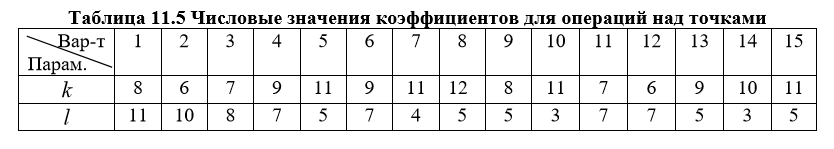 Таблица 11.5 Числовые значения коэффициентов для операций над точками
Вар-т 1 2 3 4 5 6 7 8 9 10 11 12 13 14 15
Парам.
k 8 6 7 9 11 9 11 12 8 11 7 6 9 10 11
l 11 10 8 7 5 7 4 5 5 3 7 7 5 3 5